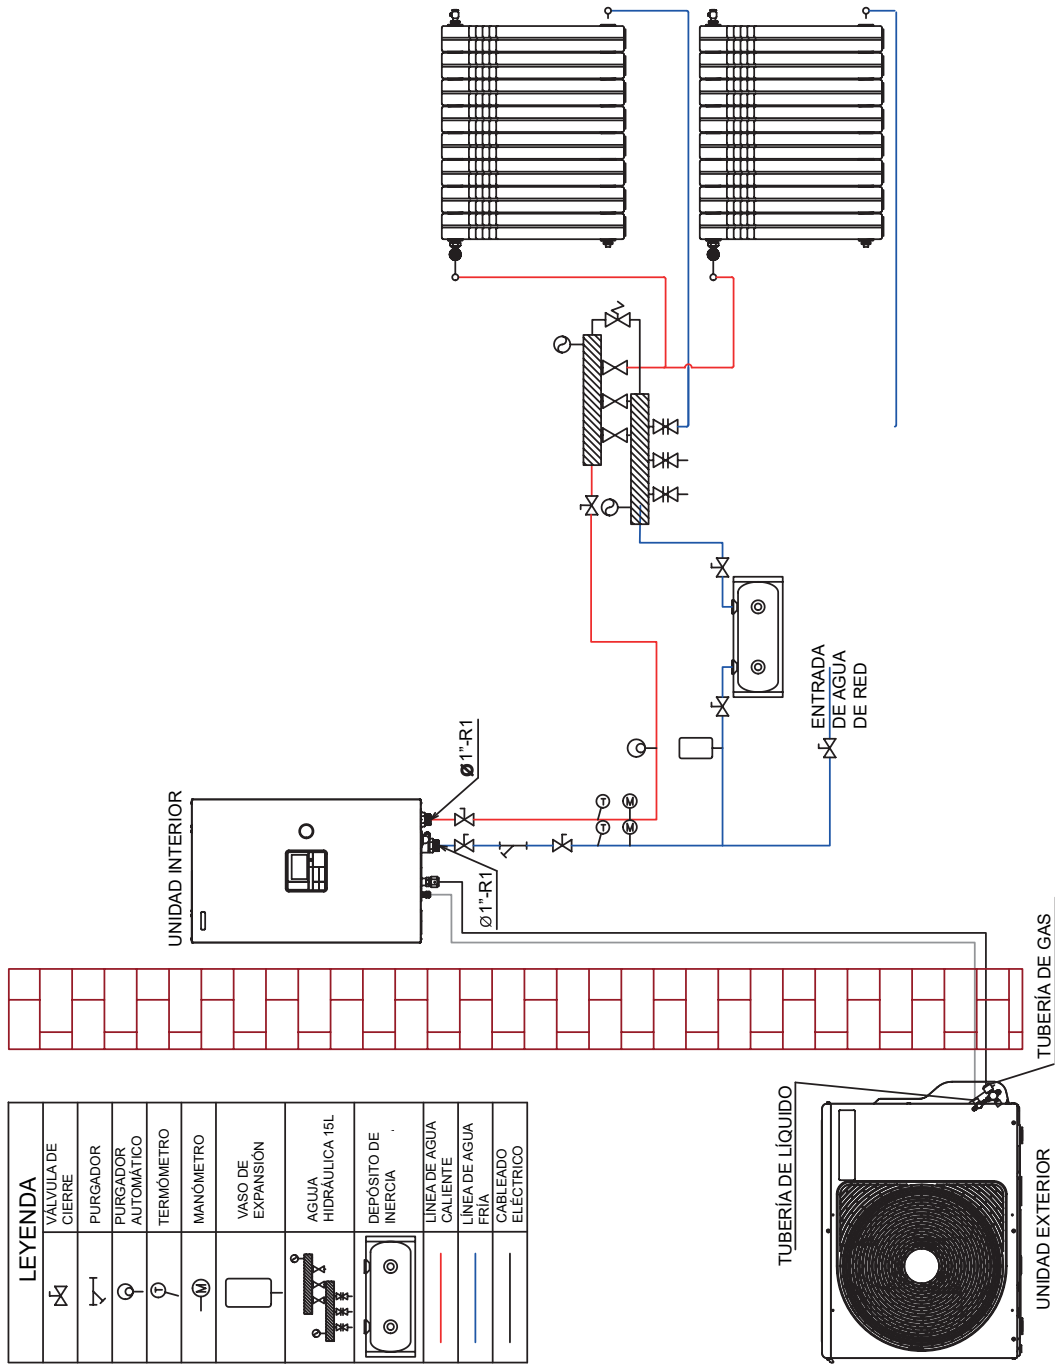 LEYENDA
VÁLVULA DE
CIERRE
PURGADOR
PURGADOR
AUTOMÁTICO
T
TERMÓMETRO
M
MANÓMETRO
VASO DE
EXPANSIÓN
AGUJA
HIDRÁULICA 15L
DEPÓSITO DE
INERCIA
LINEA DE AGUA
CALIENTE
LÍNEA DE AGUA
FRÍA
CABLEADO
ELÉCTRICO
UNIDAD INTERIOR
Ø1"-R1
Ø1"-R1
T
T
M
M
ENTRADA
DE AGUA
DE RED
TUBERÍA DE LÍQUIDO
TUBERÍA DE GAS
UNIDAD EXTERIOR